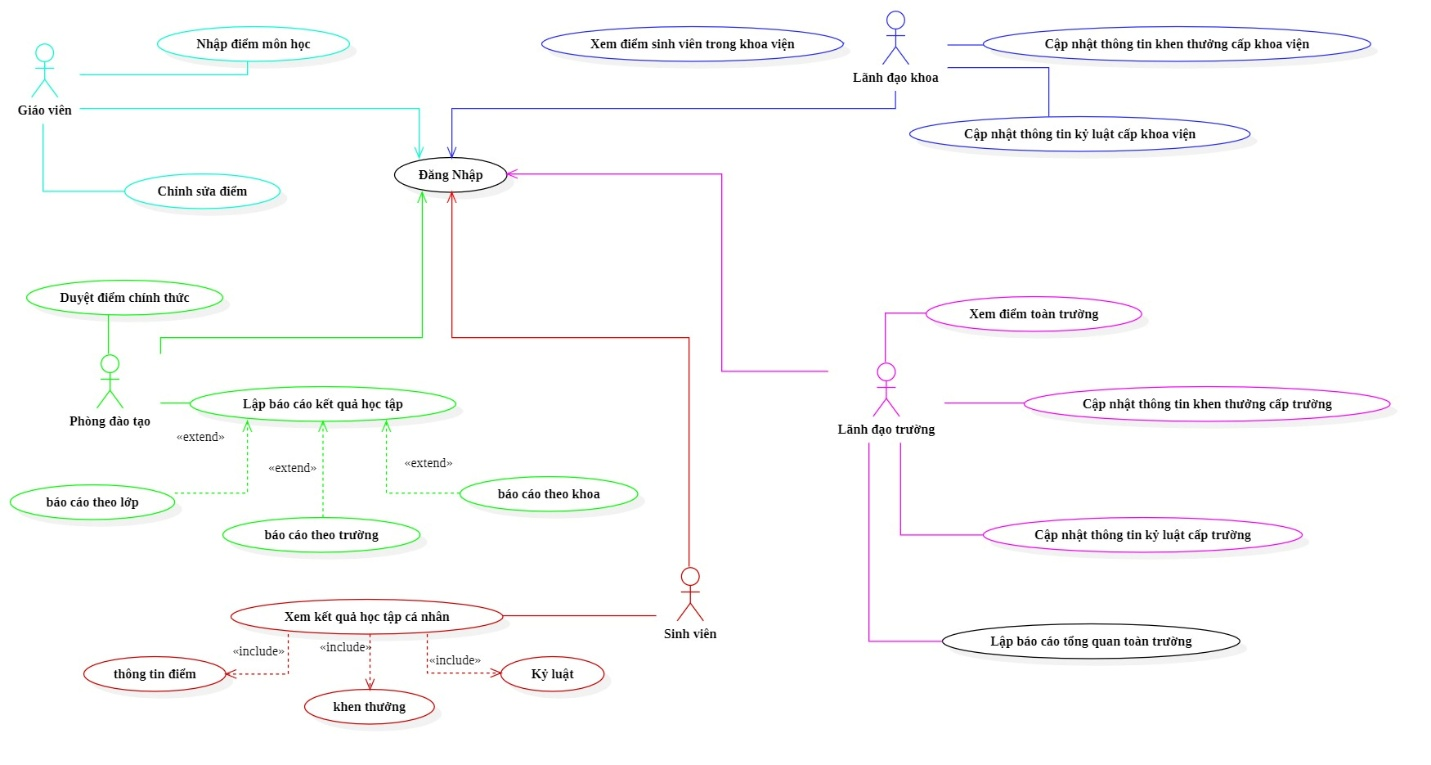 Nhập điểm môn học
Xem điểm sinh viên trong khoa viện
Cập nhật thông tin khen thưởng cấp khoa viện
Lãnh đạo khoa
Giáo viên
Cập nhật thông tin kỷ luật cấp khoa viện
Đăng Nhập
Chỉnh sửa điểm
Duyệt điểm chính thức
Xem điểm toàn trường
Lập báo cáo kết quả học tập
Cập nhật thông tin khen thưởng cấp trường
Phòng đào tạo
Lãnh đạo trường
«extend»
«extend»
«extend»
báo cáo theo lớp
báo cáo theo khoa
báo cáo theo trường
Cập nhật thông tin kỷ luật cấp trường
Xem kết quả học tập cá nhân
Sinh viên
Lập báo cáo tổng quan toàn trường
«include»
«include»
«include»
thông tin điểm
Kỷ luật
khen thưởng